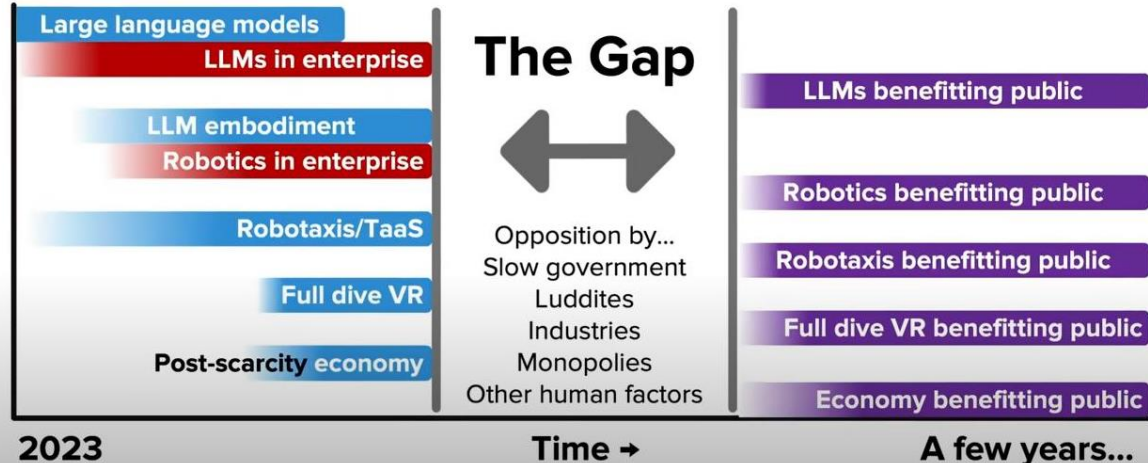 Large language models
LLMs in enterprise
LLM embodiment
Robotics in enterprise
Robotaxis/TaaS
Full dive VR
Post-scarcity economy
The Gap
Opposition by...
Slow government
Luddites
Industries
Monopolies
Other human factors
LLMs benefitting public
Robotics benefitting public
Robotaxis benefitting public
Full dive VR benefitting public
Economy benefitting public
2023
Time →
A few years...